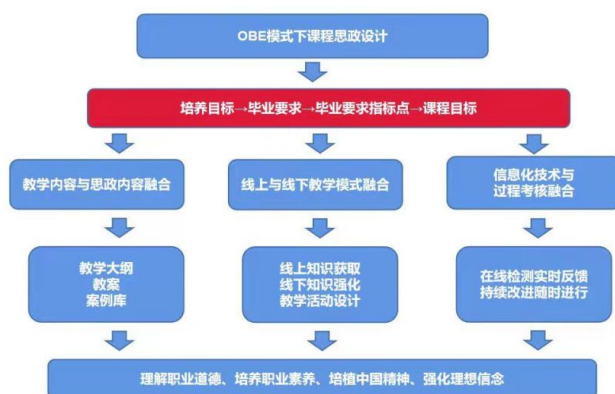 OBE模式下课程思政设计
培养目标→毕业要求→毕业要求指标点→课程目标
教学内容与思政内容融合
线上与线下教学模式融合
信息化技术与
过程考核融合
教学大纲
教案
案例库
线上知识获取
线下知识强化
教学活动设计
在线检测实时反馈
持续改进随时进行
理解职业道德、培养职业素养、培植中国精神、强化理想信念